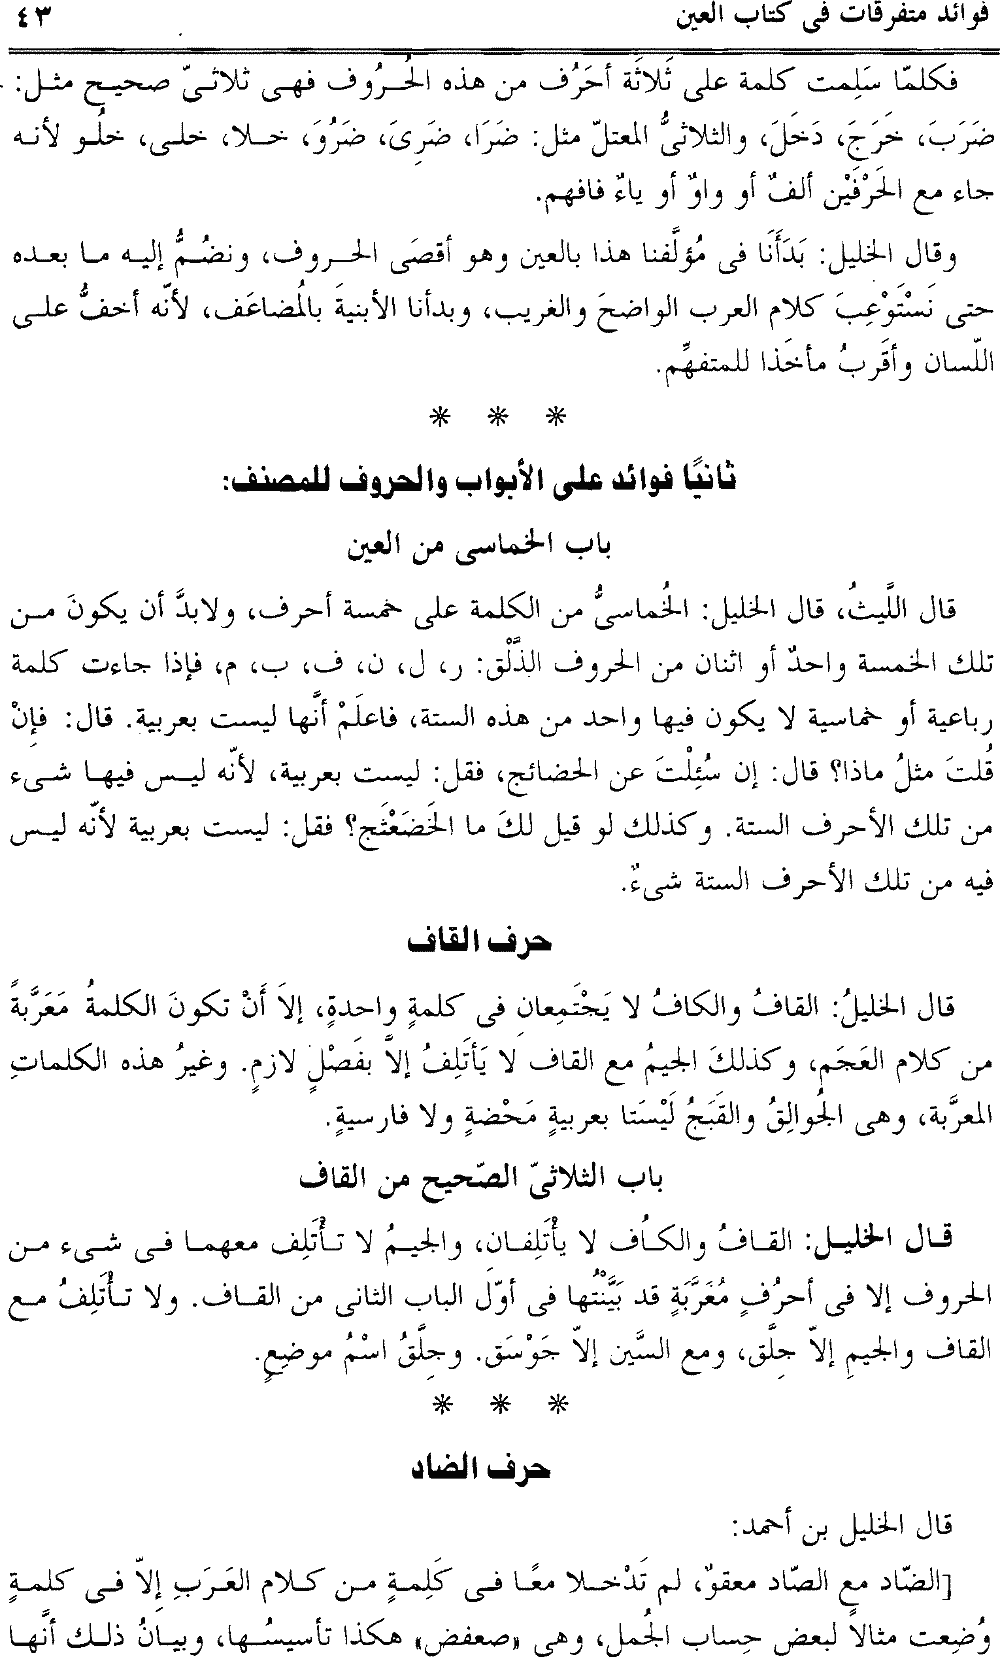 فوائد متفرقات فى كتاب العين ٤٣
فكلمّا سَلِمت كلمة على ثَلاثَة أحَرُف من هذه الحُروف فهى ثلاثىّ صحيح مثل:
ضَرَبَ، خَرَجَ، دَخَلَ، والثلاثىُّ المعتلّ مثل: ضَرَا، ضَرِىَ، ضَرُوَ، خلا، خلى، خلُو لأنه
جاء مع الحَرْفَيْن ألفٌ أو واوٌ أو ياءٌ فافهم.
وقال الخليل: بَدَأَنَا فى مُؤلَّفنا هذا بالعين وهو أقصَى الحروف، ونضُمُّ إليه ما بعده
حتى نَسْتَوْعِبَ كلام العرب الواضحَ والغريب، وبدأنا الأبنيةَ بالمُضاعَف، لأنّه أخفُّ على
اللّسان وأقرَبُ مأخَذا للمتفهِّم.
* * *
ثانيًا فوائد على الأبواب والحروف للمصنف:
باب الخماسى من العين
قال اللَّيثُ، قال الخليل: الخُماسىُّ من الكلمة على خمسة أحرف، ولابدَّ أن يكونَ من
تلك الخمسة واحدٌ أو اثنان من الحروف الذَّلْق: ر، ل، ن، ف، ب، م، فإذا جاءت كلمة
رباعية أو خماسية لا يكون فيها واحد من هذه الستة، فاعلَمْ أنَّها ليست بعربية. قال: فإنْ
قُلتَ مثلُ ماذا؟ قال: إن سُئِلْتَ عن الحضائج، فقل: ليست بعربية، لأنّه ليس فيها شىء
من تلك الأحرف الستة. وكذلك لو قيل لكَ ما الخَضَعْثَج؟ فقل: ليست بعربية لأنّه ليس
فيه من تلك الأحرف الستة شىءٌ.
حرف القاف
قال الخليلُ: القافُ والكافُ لا يَجْتَمِعان فى كلمةٍ واحدةٍ، إلاَ أَنْ تكونَ الكلمةُ مَعَرَّبةً
من كلام العَجَم، وكذلكَ الجيمُ مع القاف لا يَأتَلِفُ إلاَّ بفَصْلٍ لازمٍ. وغيرُ هذه الكلماتِ
المعرَّبة، وهى الجُوالِقُ والقَبَجُ لَيْسَتا بعربيةٍ مَحْضةٍ ولا فارسيةٍ.
باب الثلاثىّ الصّحيح من القاف
قال الخليل: القافُ والكاُف لا يأْتَلِفان، والجيمُ لا تأْتَلِف معهما فى شىء من
الحروف إلا فى أحرُفٍ مُعَرَّبَةٍ قد بَيَّنْتُها فى أوّل الباب الثانى من القاف. ولا تأْتَلِفُ مع
القاف والجيمِ إلاّ جلَّق، ومع السَّين إلاّ جَوْسَق. وجِلَّقُ اسْمُ موضِعٍ.
* * *
حرف الضاد
قال الخليل بن أحمد:
[الضّاد مع الصّاد معقوٌ، لم تَدْخلا معًا فى كَلِمةٍ من كلام العَرَبِ إلاّ فى كلمةٍ
وُضِعت مثالاً لبعض حِساب الجُمل، وهى «صعفض» هكذا تأسيسُها، وبيانُ ذلك أنَّها